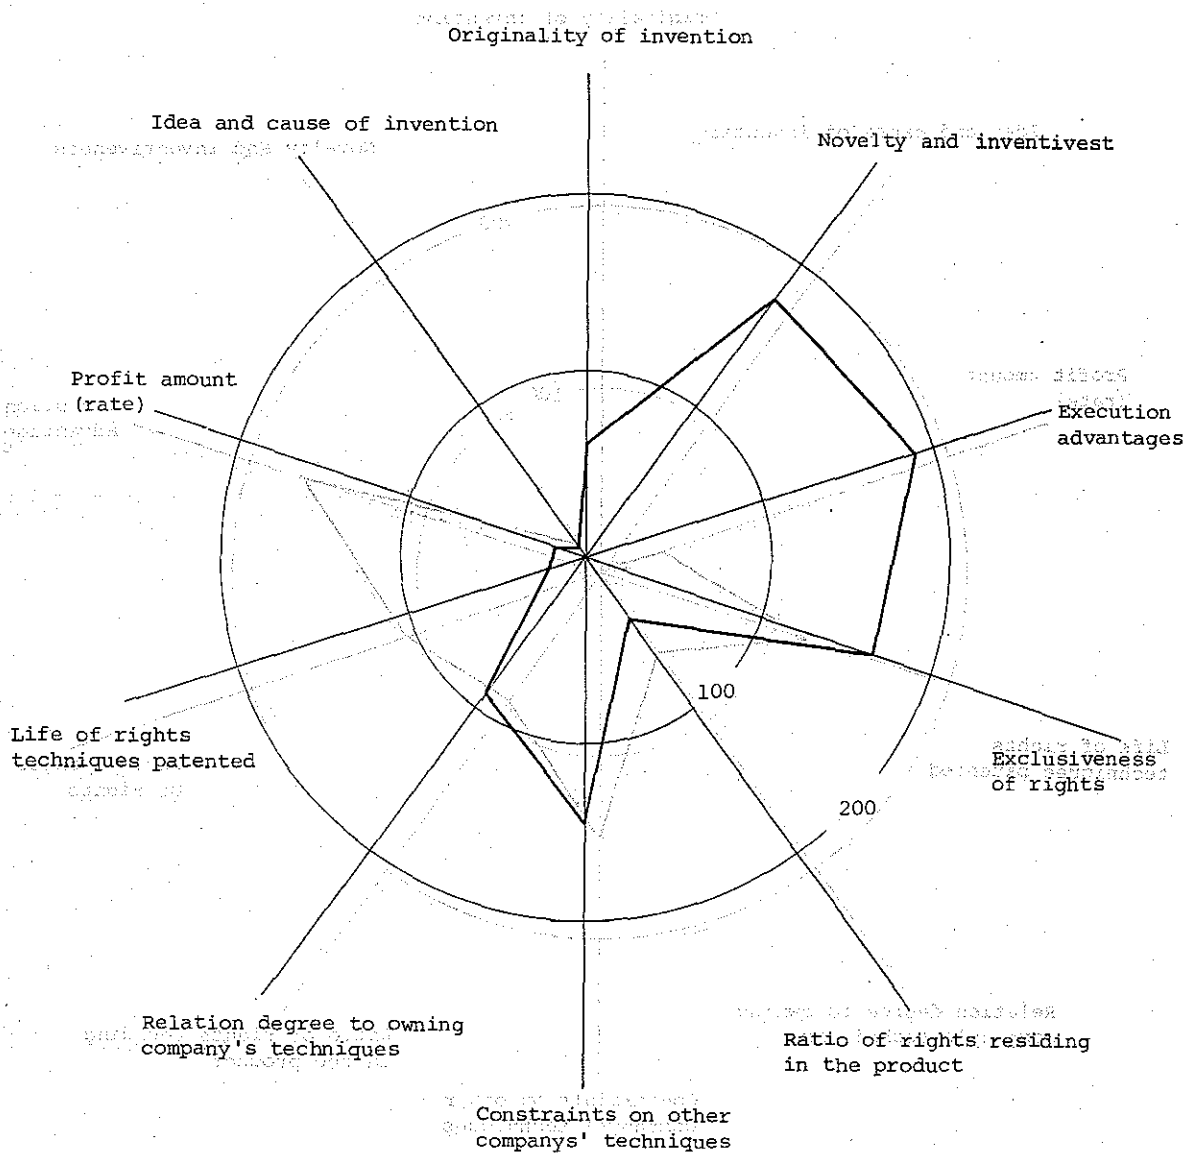 Originality of invention
Idea and cause of invention
Novelty and inventivest
Profit amount
(rate)
Execution
advantages
100
Life of rights
techniques patented
Exclusiveness
of rights
200
Relation degree to owning
company's techniques
Ratio of rights residing
in the product
Constraints on other
companys' techniques